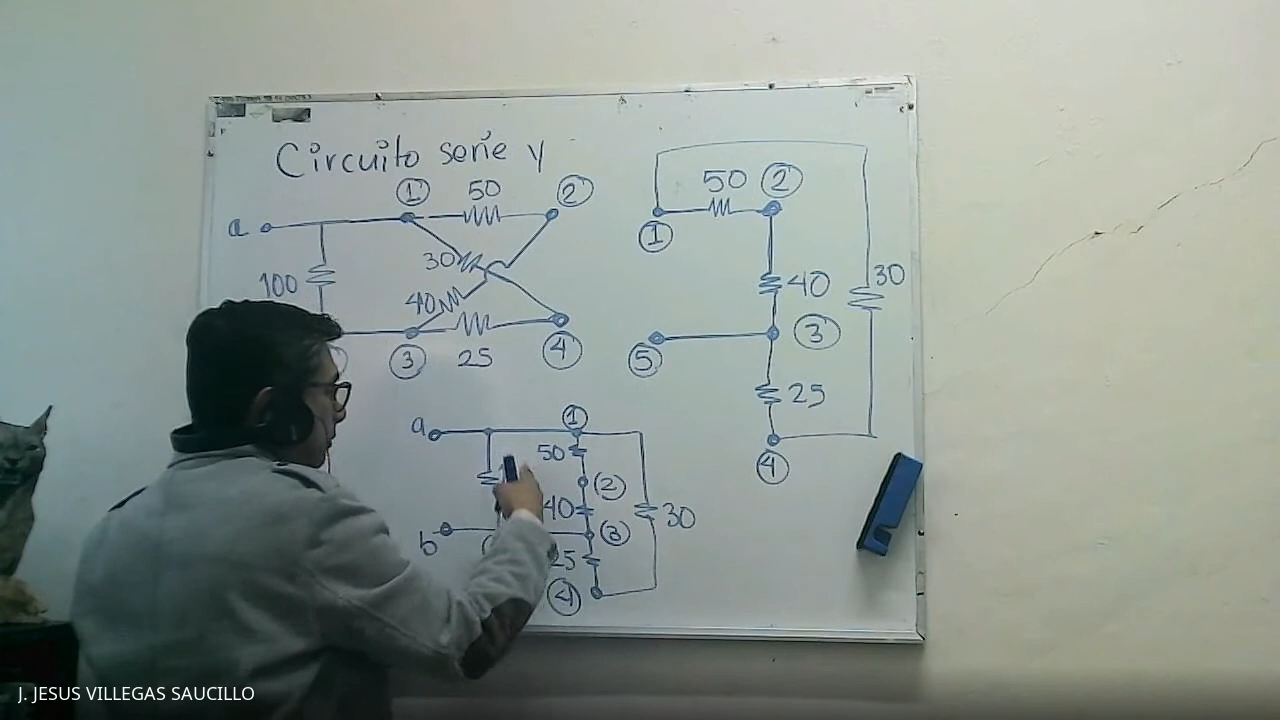 Circuito serie y
1 50 2
a
30
100
40
3 25 4
50 2
1
40 30
5 3
25
4
a 1
50
2
40 30
b 3
25
4
J. JESUS VILLEGAS SAUCILLO